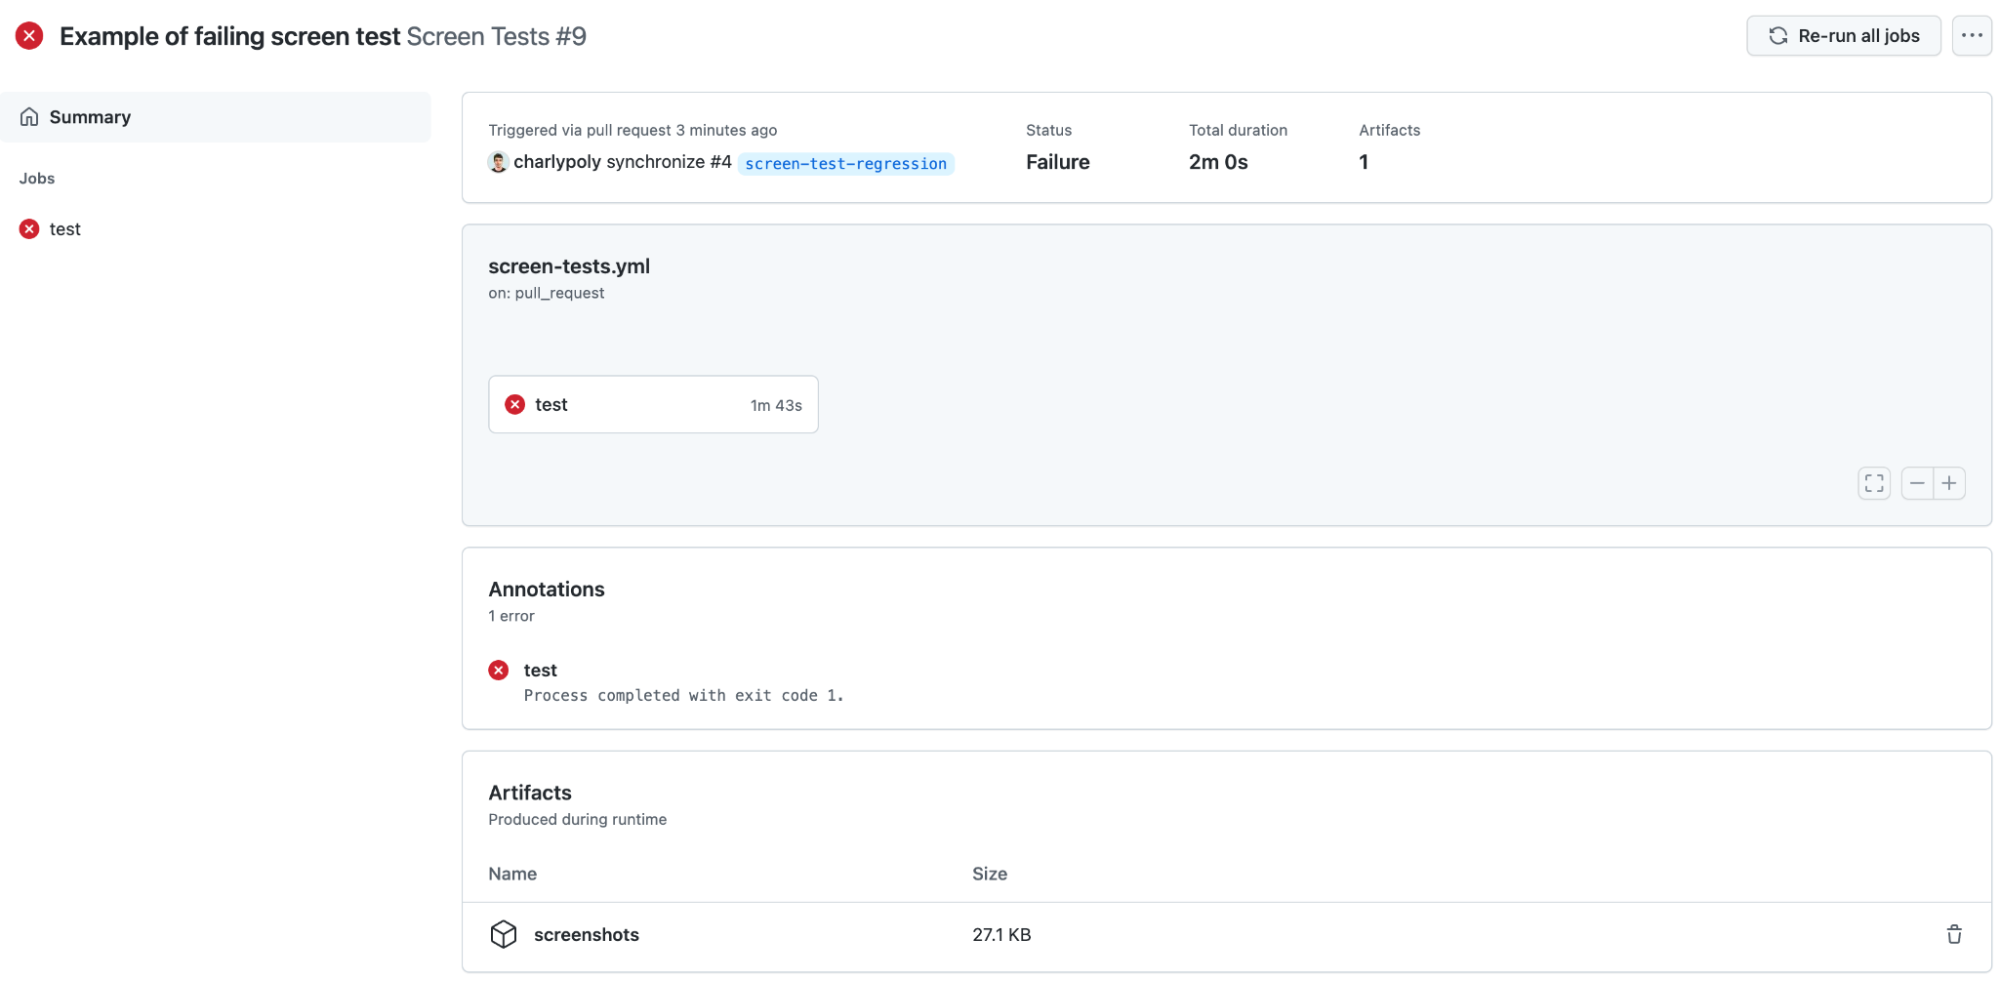 Example of failing screen test Screen Tests #9
Re-run all jobs
Summary
Jobs
test
Triggered via pull request 3 minutes ago
charlypoly synchronize #4 screen-test-regression
Status
Failure
Total duration
2m 0s
Artifacts
1
screen-tests.yml
on: pull_request
test 1m 43s
Annotations
1 error
test
Process completed with exit code 1.
Artifacts
Produced during runtime
Name Size
screenshots 27.1 KB